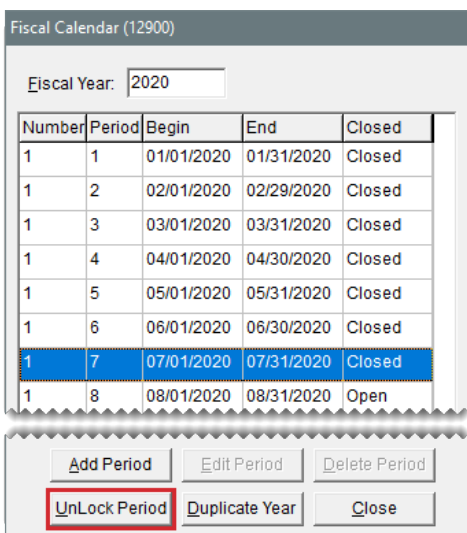 Fiscal Calendar (12900)
Fiscal Year: 2020
Number Period Begin End Closed
1 1 01/01/2020 01/31/2020 Closed
1 2 02/01/2020 02/29/2020 Closed
1 3 03/01/2020 03/31/2020 Closed
1 4 04/01/2020 04/30/2020 Closed
1 5 05/01/2020 05/31/2020 Closed
1 6 06/01/2020 06/30/2020 Closed
1 7 07/01/2020 07/31/2020 Closed
1 8 08/01/2020 08/31/2020 Open
Add Period Edit Period Delete Period
UnLock Period Duplicate Year Close